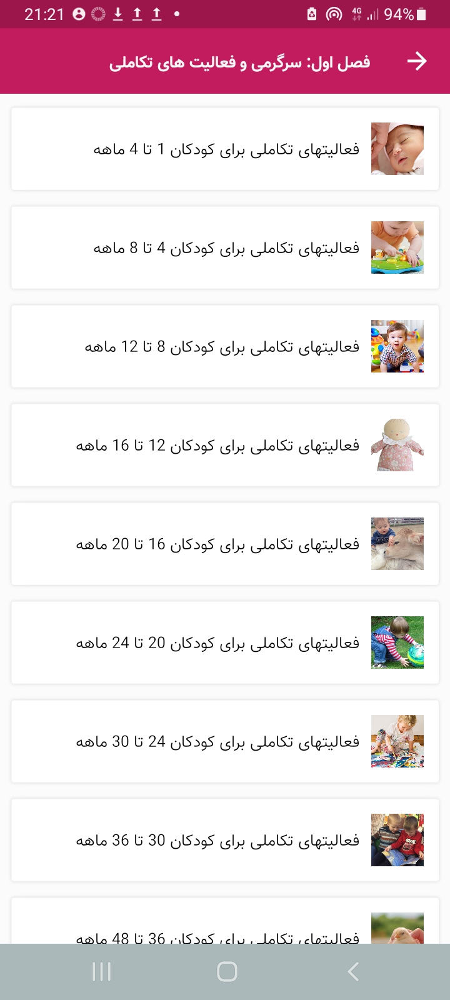 21:21
4G 94%
فصل اول: سرگرمی و فعالیت های تکاملی
فعالیتهای تکاملی برای کودکان 1 تا 4 ماهه
فعالیتهای تکاملی برای کودکان 4 تا 8 ماهه
فعالیتهای تکاملی برای کودکان 8 تا 12 ماهه
فعالیتهای تکاملی برای کودکان 12 تا 16 ماهه
فعالیتهای تکاملی برای کودکان 16 تا 20 ماهه
فعالیتهای تکاملی برای کودکان 20 تا 24 ماهه
فعالیتهای تکاملی برای کودکان 24 تا 30 ماهه
فعالیتهای تکاملی برای کودکان 30 تا 36 ماهه
فعالیتهای تکاملی برای کودکان 36 تا 48 ماهه